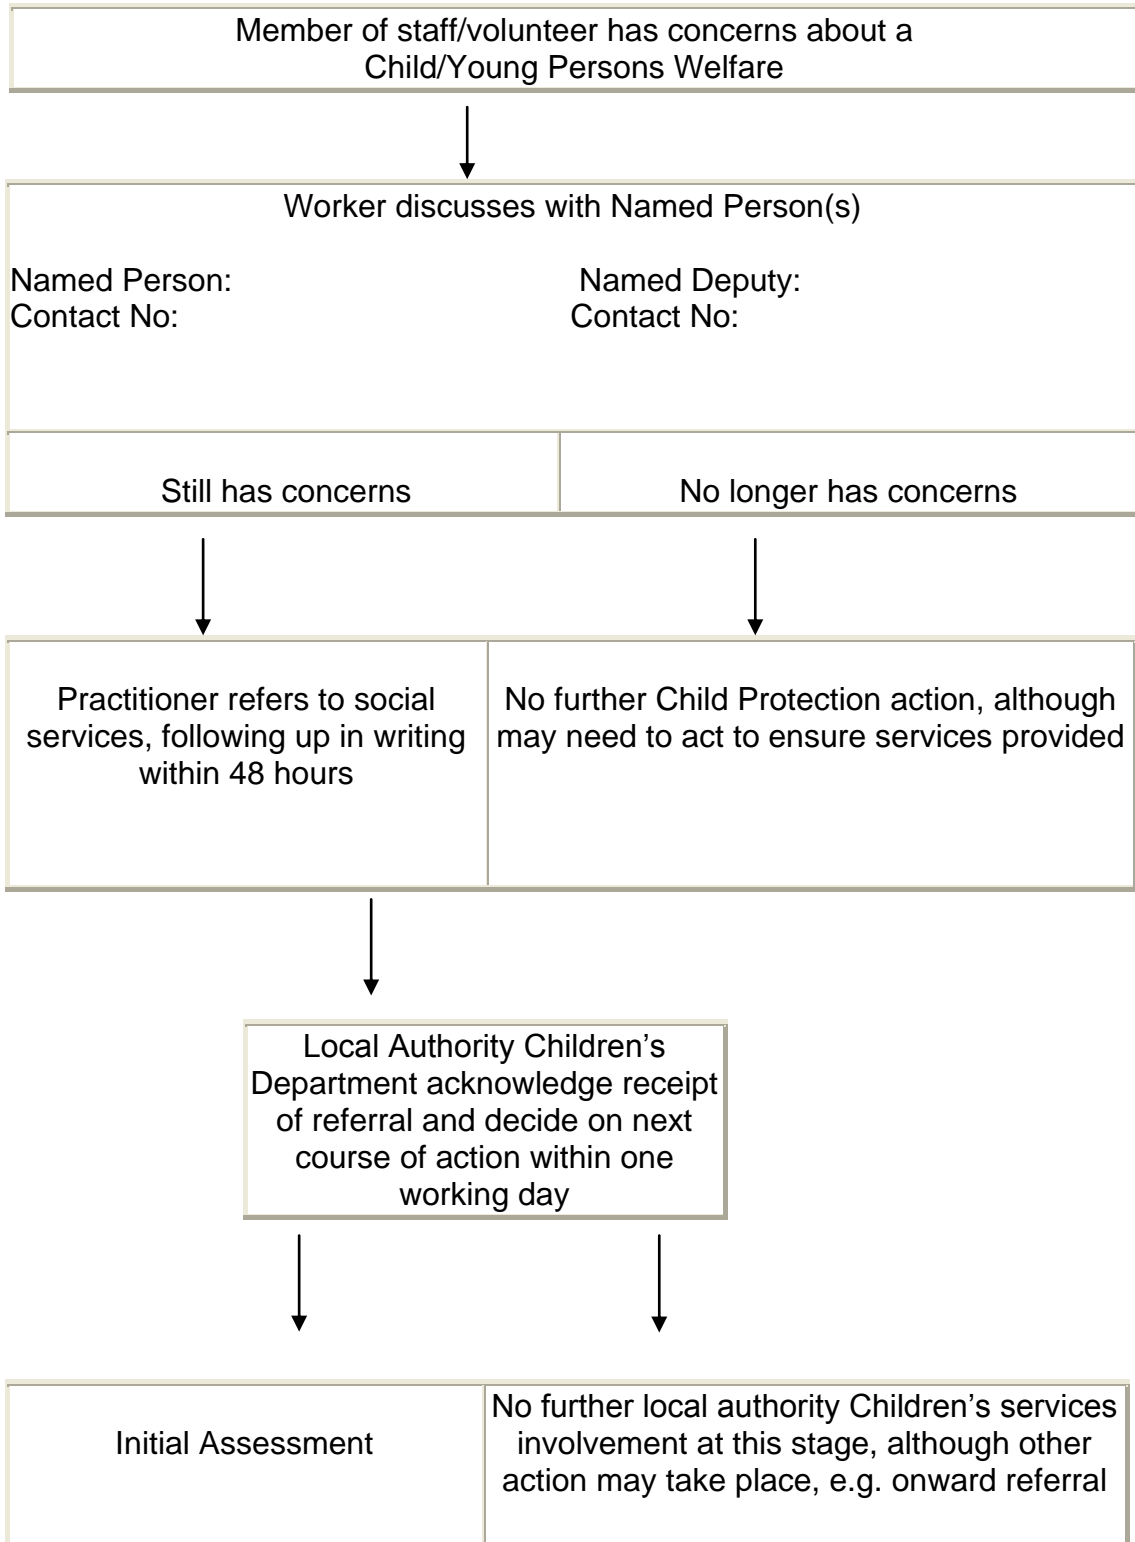 Member of staff/volunteer has concerns about a
Child/Young Persons Welfare
Worker discusses with Named Person(s)
Named Person:
Contact No:
Named Deputy:
Contact No:
Still has concerns
No longer has concerns
Practitioner refers to social
services, following up in writing
within 48 hours
No further Child Protection action, although
may need to act to ensure services provided
Local Authority Children’s
Department acknowledge receipt
of referral and decide on next
course of action within one
working day
Initial Assessment
No further local authority Children’s services
involvement at this stage, although other
action may take place, e.g. onward referral